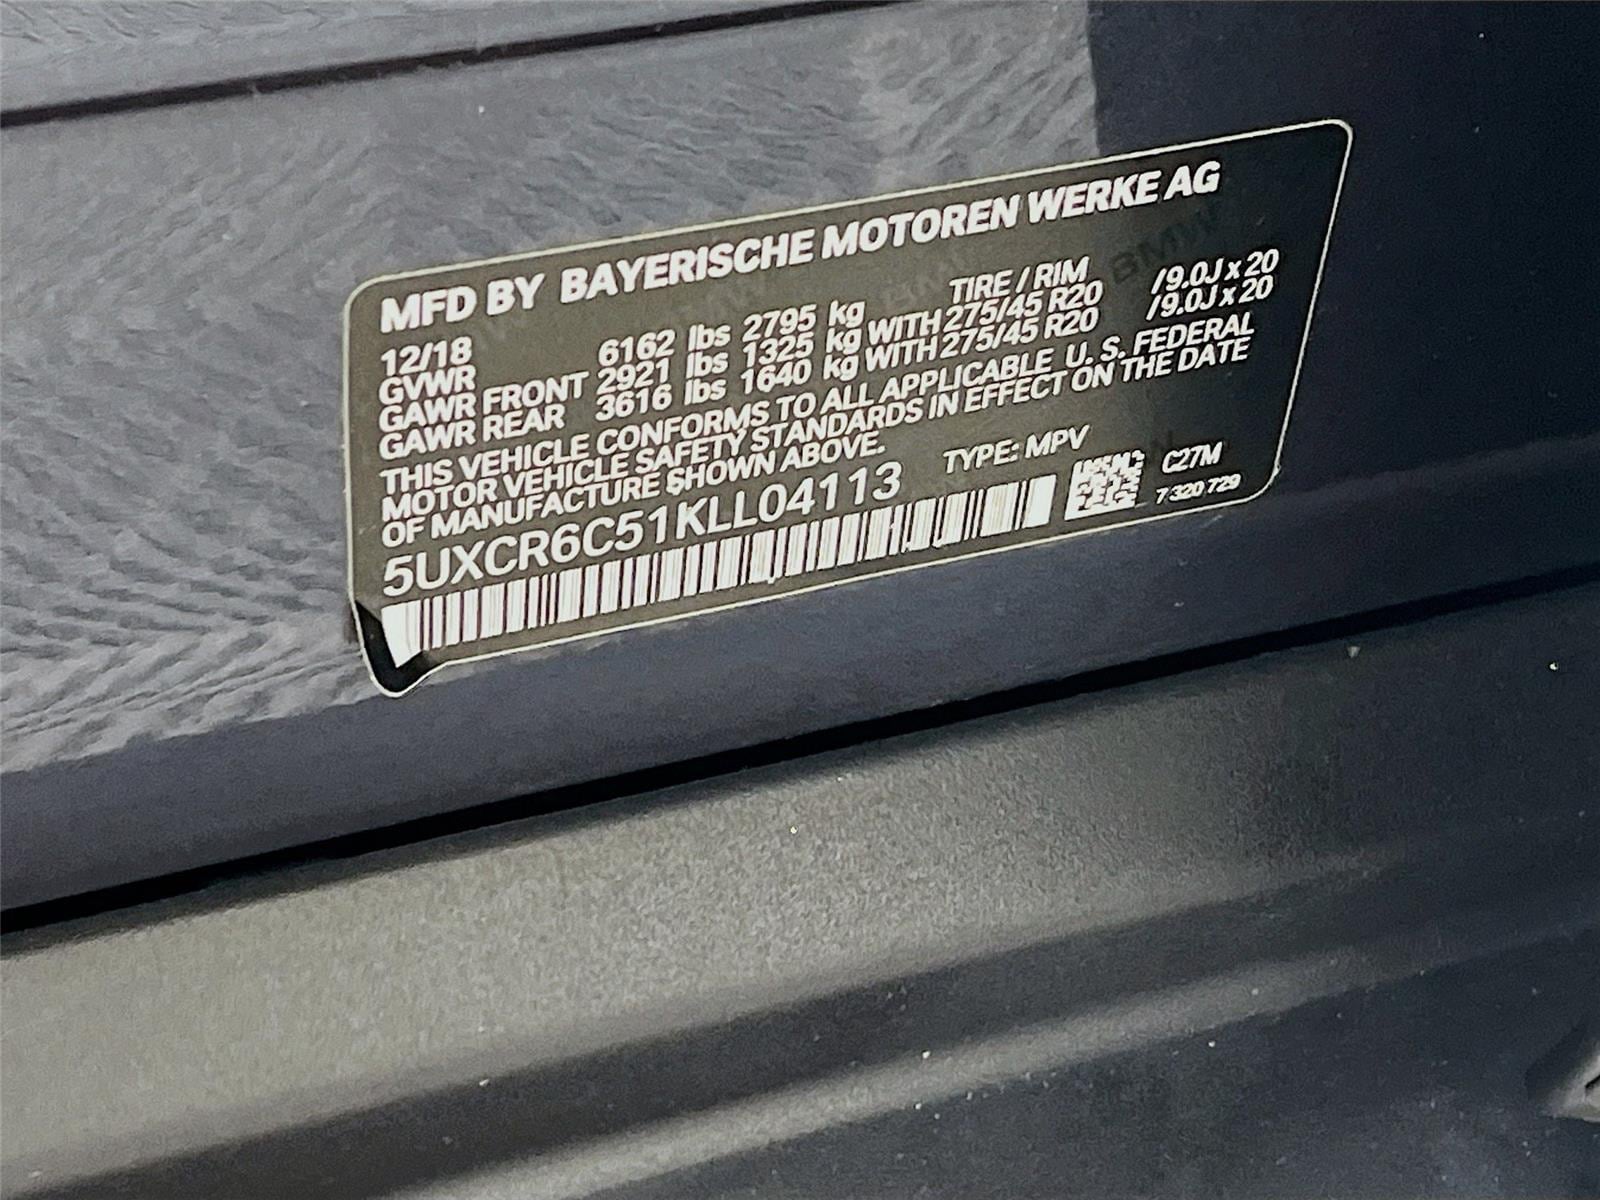 MFD BY BAYERISCHE MOTOREN WERKE AG
12/18 TIRE / RIM
GVWR 6162 lbs 2795 kg
GAWR FRONT 2921 lbs 1325 kg WITH 275/45 R20 /9.0J x 20
GAWR REAR 3616 lbs 1640 kg WITH 275/45 R20 /9.0J x 20
THIS VEHICLE CONFORMS TO ALL APPLICABLE U. S. FEDERAL
MOTOR VEHICLE SAFETY STANDARDS IN EFFECT ON THE DATE
OF MANUFACTURE SHOWN ABOVE.
5UXCR6C51KLL04113 TYPE: MPV
C27M
7 320 729
BMW